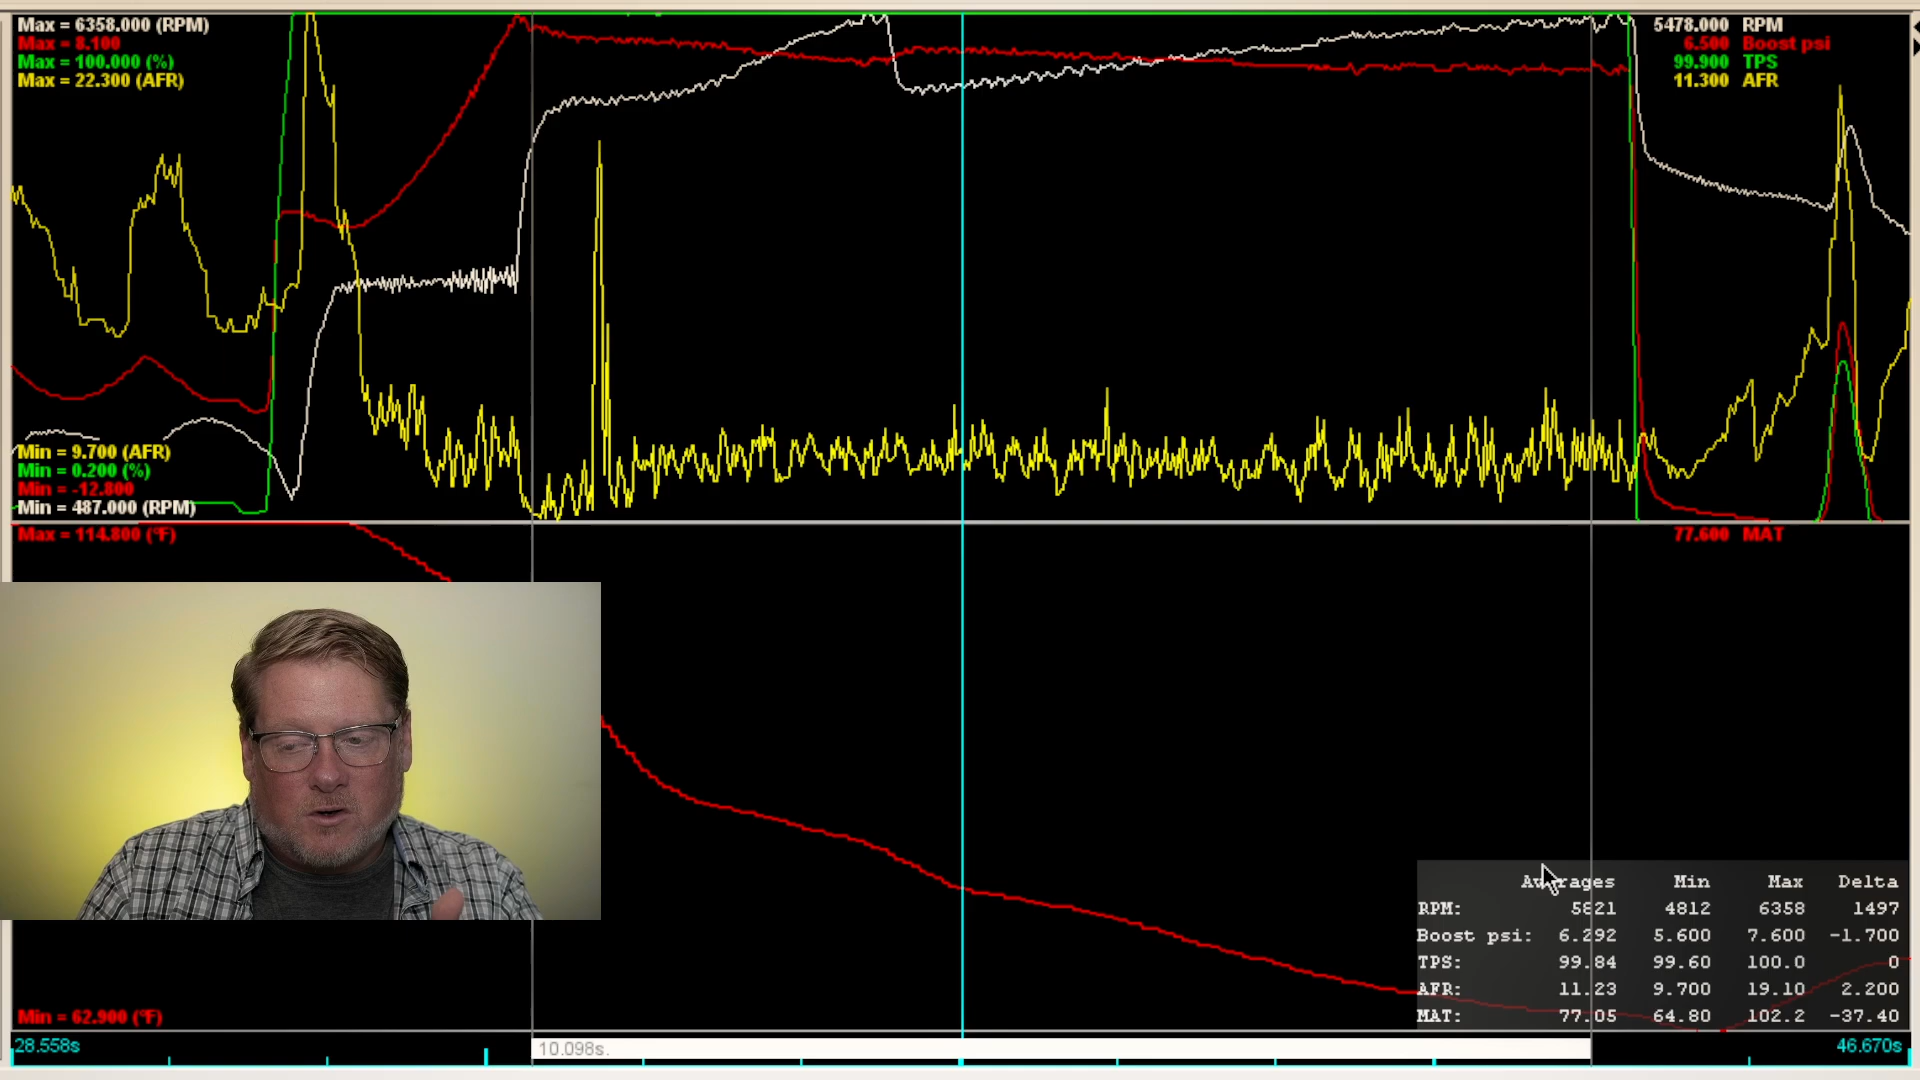 Max = 6358.000 (RPM)
Max = 8.100
Max = 100.000 (%)
Max = 22.300 (AFR)
5478.000 RPM
6.500 Boost psi
99.900 TPS
11.300 AFR
Min = 9.700 (AFR)
Min = 0.200 (%)
Min = -12.800
Min = 487.000 (RPM)
Max = 114.800 (°F)
77.600 MAT
Averages Min Max Delta
RPM: 5821 4812 6358 1497
Boost psi: 6.292 5.600 7.600 -1.700
TPS: 99.84 99.60 100.0 0
AFR: 11.23 9.700 19.10 2.200
MAT: 77.05 64.80 102.2 -37.40
Min = 62.900 (°F)
28.558s
10.098s.
46.670s